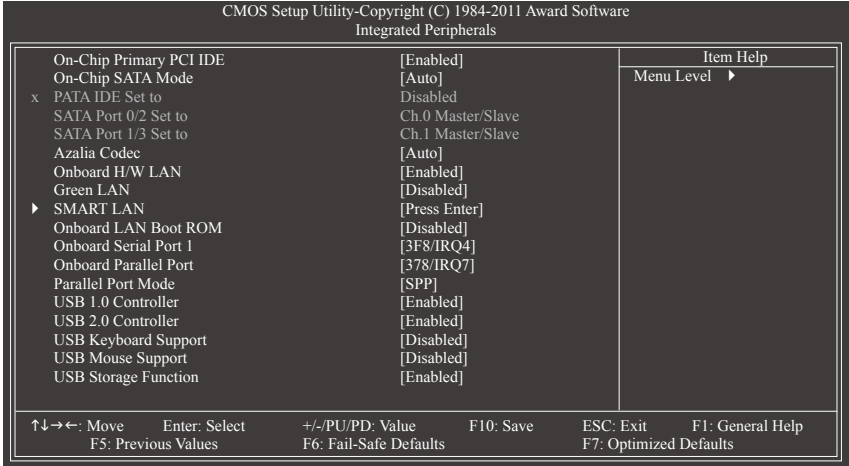 CMOS Setup Utility-Copyright (C) 1984-2011 Award Software
Integrated Peripherals
On-Chip Primary PCI IDE [Enabled]
On-Chip SATA Mode [Auto]
x PATA IDE Set to Disabled
SATA Port 0/2 Set to Ch.0 Master/Slave
SATA Port 1/3 Set to Ch.1 Master/Slave
Azalia Codec [Auto]
Onboard H/W LAN [Enabled]
Green LAN [Disabled]
SMART LAN [Press Enter]
Onboard LAN Boot ROM [Disabled]
Onboard Serial Port 1 [3F8/IRQ4]
Onboard Parallel Port [378/IRQ7]
Parallel Port Mode [SPP]
USB 1.0 Controller [Enabled]
USB 2.0 Controller [Enabled]
USB Keyboard Support [Disabled]
USB Mouse Support [Disabled]
USB Storage Function [Enabled]
Item Help
Menu Level
↑↓→←: Move Enter: Select +/-/PU/PD: Value F10: Save ESC: Exit F1: General Help
F5: Previous Values F6: Fail-Safe Defaults F7: Optimized Defaults